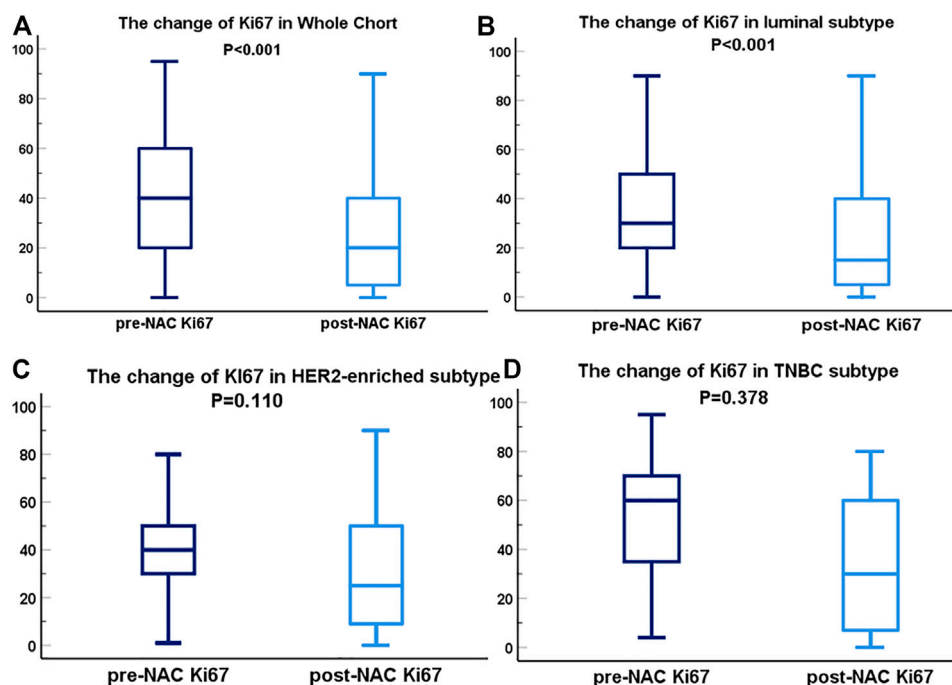 A
The change of Ki67 in Whole Chort
P<0.001
100
80
60
40
20
0
pre-NAC Ki67
post-NAC Ki67
B
The change of Ki67 in luminal subtype
P<0.001
100
80
60
40
20
0
pre-NAC Ki67
post-NAC Ki67
C
The change of KI67 in HER2-enriched subtype
P=0.110
100
80
60
40
20
0
pre-NAC Ki67
post-NAC Ki67
D
The change of Ki67 in TNBC subtype
P=0.378
100
80
60
40
20
0
pre-NAC Ki67
post-NAC Ki67